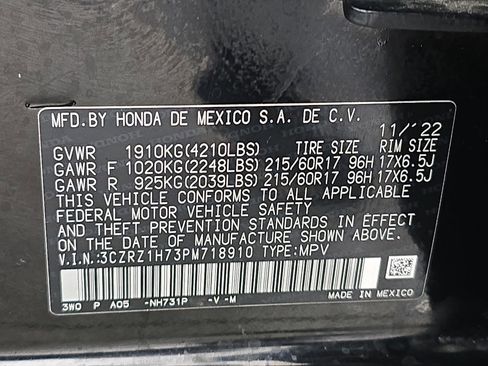 MFD.BY HONDA DE MEXICO S.A. DE C.V. 11/'22
GVWR 1910KG(4210LBS) TIRE SIZE RIM SIZE
GAWR F 1020KG(2248LBS) 215/60R17 96H 17X6.5J
GAWR R 925KG(2039LBS) 215/60R17 96H 17X6.5J
THIS VEHICLE CONFORMS TO ALL APPLICABLE
FEDERAL MOTOR VEHICLE SAFETY
AND THEFT PREVENTION STANDARDS IN EFFECT
ON THE DATE OF MANUFACTURE SHOWN ABOVE.
V.I.N.:3CZRZ1H73PM718910 TYPE:MPV
3W0 P A05 -NH731P -V-M MADE IN MEXICO